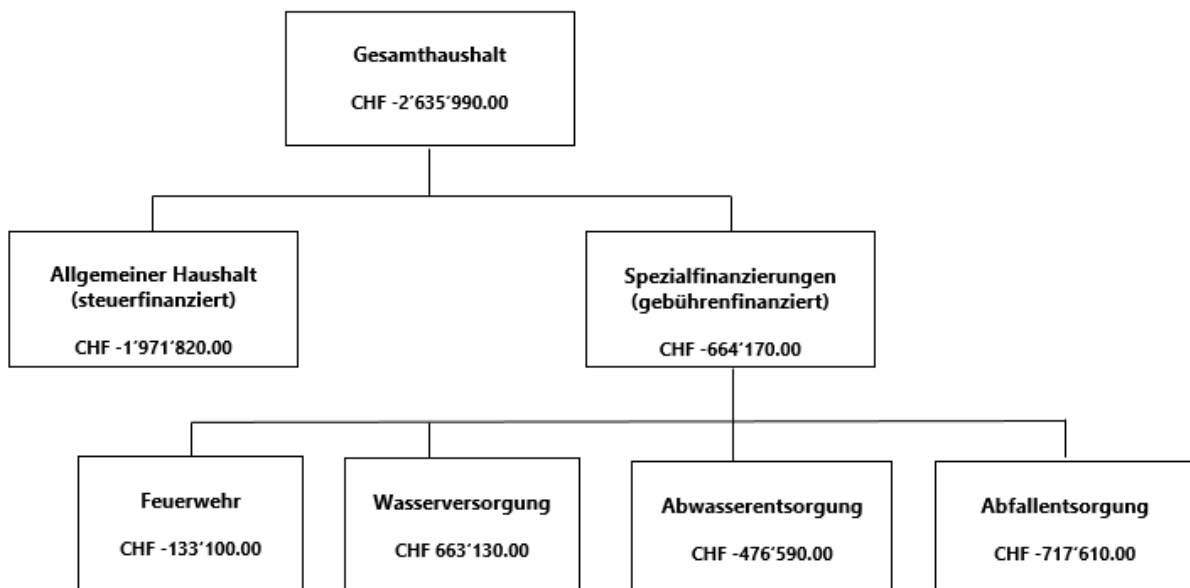 Gesamthaushalt
CHF -2’635’990.00
Allgemeiner Haushalt
(steuerfinanziert)
CHF -1’971’820.00
Spezialfinanzierungen
(gebührenfinanziert)
CHF -664’170.00
Feuerwehr
CHF -133’100.00
Wasserversorgung
CHF 663’130.00
Abwasserentsorgung
CHF -476’590.00
Abfallentsorgung
CHF -717’610.00